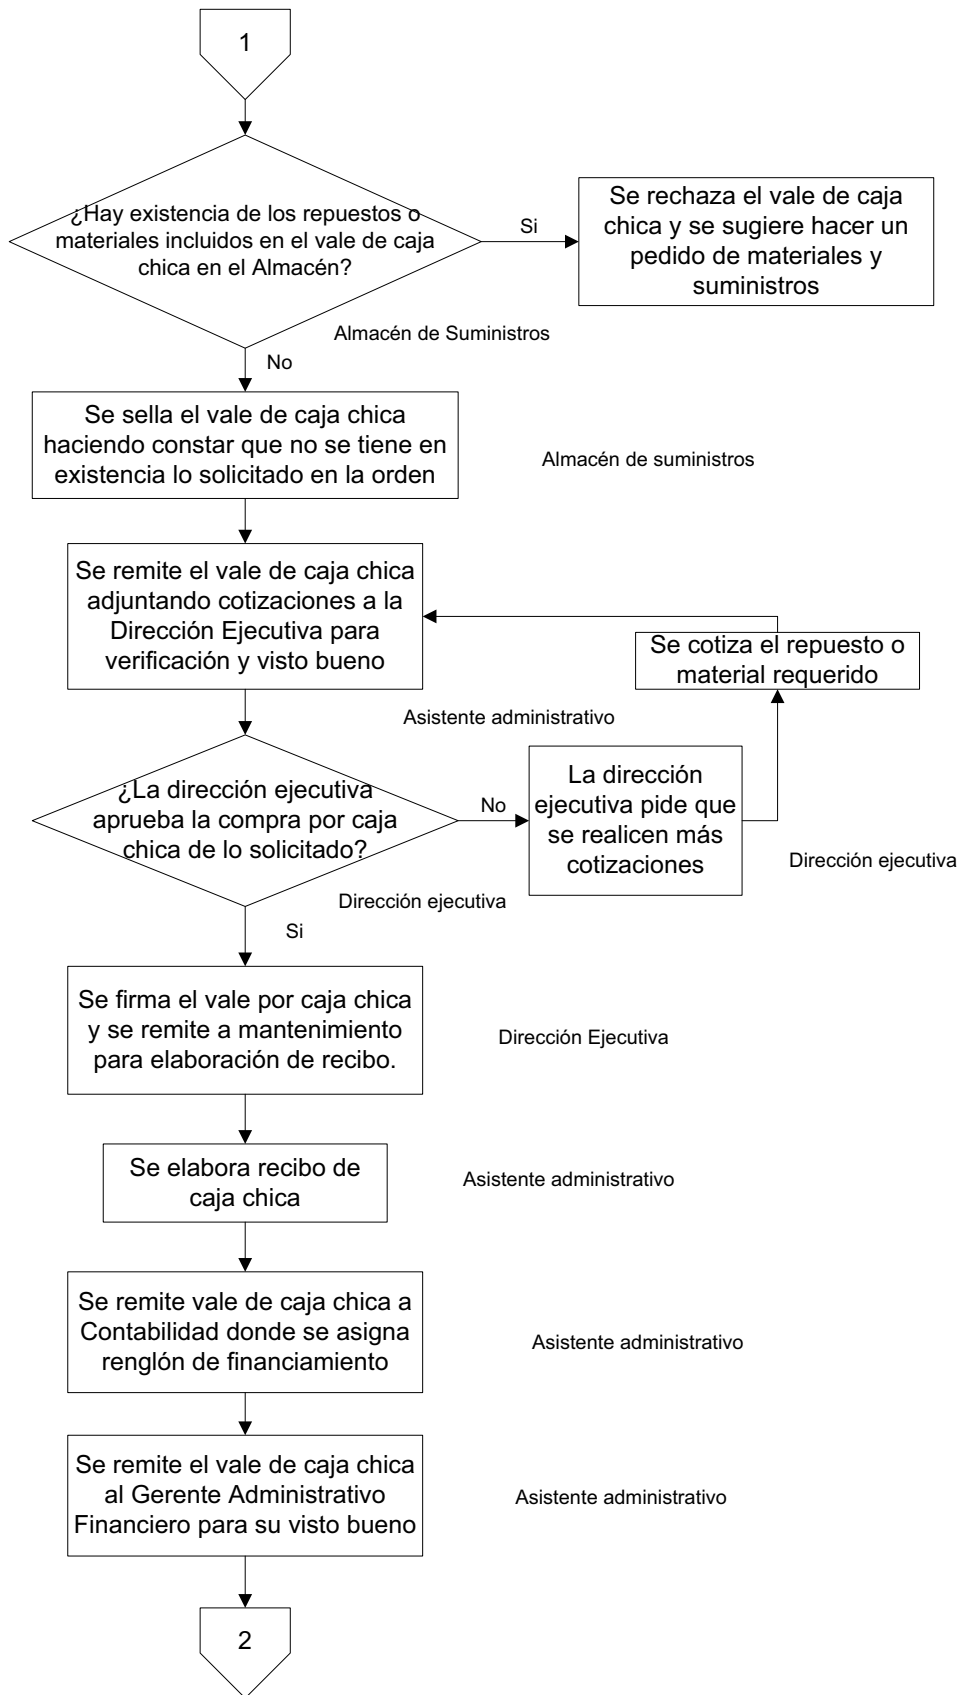 1
¿Hay existencia de los repuestos o
materiales incluidos en el vale de caja
chica en el Almacén?
Si
Se rechaza el vale de caja
chica y se sugiere hacer un
pedido de materiales y
suministros
Almacén de Suministros
No
Se sella el vale de caja chica
haciendo constar que no se tiene en
existencia lo solicitado en la orden
Almacén de suministros
Se remite el vale de caja chica
adjuntando cotizaciones a la
Dirección Ejecutiva para
verificación y visto bueno
Se cotiza el repuesto o
material requerido
Asistente administrativo
¿La dirección ejecutiva
aprueba la compra por caja
chica de lo solicitado?
No
La dirección
ejecutiva pide que
se realicen más
cotizaciones
Dirección ejecutiva
Dirección ejecutiva
Si
Se firma el vale por caja chica
y se remite a mantenimiento
para elaboración de recibo.
Dirección Ejecutiva
Se elabora recibo de
caja chica
Asistente administrativo
Se remite vale de caja chica a
Contabilidad donde se asigna
renglón de financiamiento
Asistente administrativo
Se remite el vale de caja chica
al Gerente Administrativo
Financiero para su visto bueno
Asistente administrativo
2